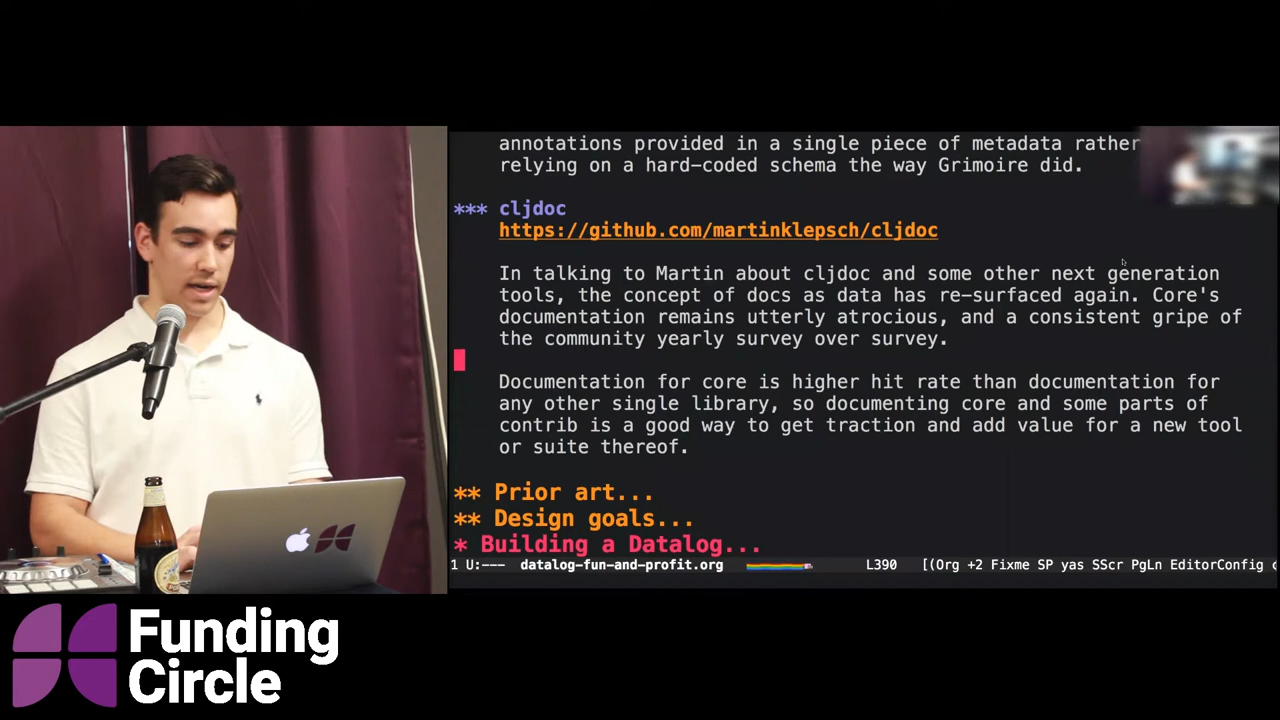 annotations provided in a single piece of metadata rather
relying on a hard-coded schema the way Grimoire did.
*** cljdoc
https://github.com/martinklepsch/cljdoc
In talking to Martin about cljdoc and some other next generation
tools, the concept of docs as data has re-surfaced again. Core's
documentation remains utterly atrocious, and a consistent gripe of
the community yearly survey over survey.
Documentation for core is higher hit rate than documentation for
any other single library, so documenting core and some parts of
contrib is a good way to get traction and add value for a new tool
or suite thereof.
** Prior art...
** Design goals...
* Building a Datalog...
1 U:--- datalog-fun-and-profit.org L390 [(Org +2 Fixme SP yas SScr PgLn EditorConfig c
Funding
Circle